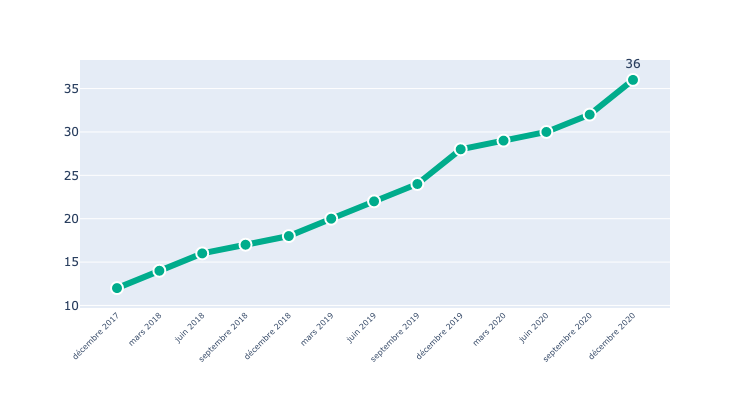 36
35
30
25
20
15
10
décembre 2017
mars 2018
juin 2018
septembre 2018
décembre 2018
mars 2019
juin 2019
septembre 2019
décembre 2019
mars 2020
juin 2020
septembre 2020
décembre 2020